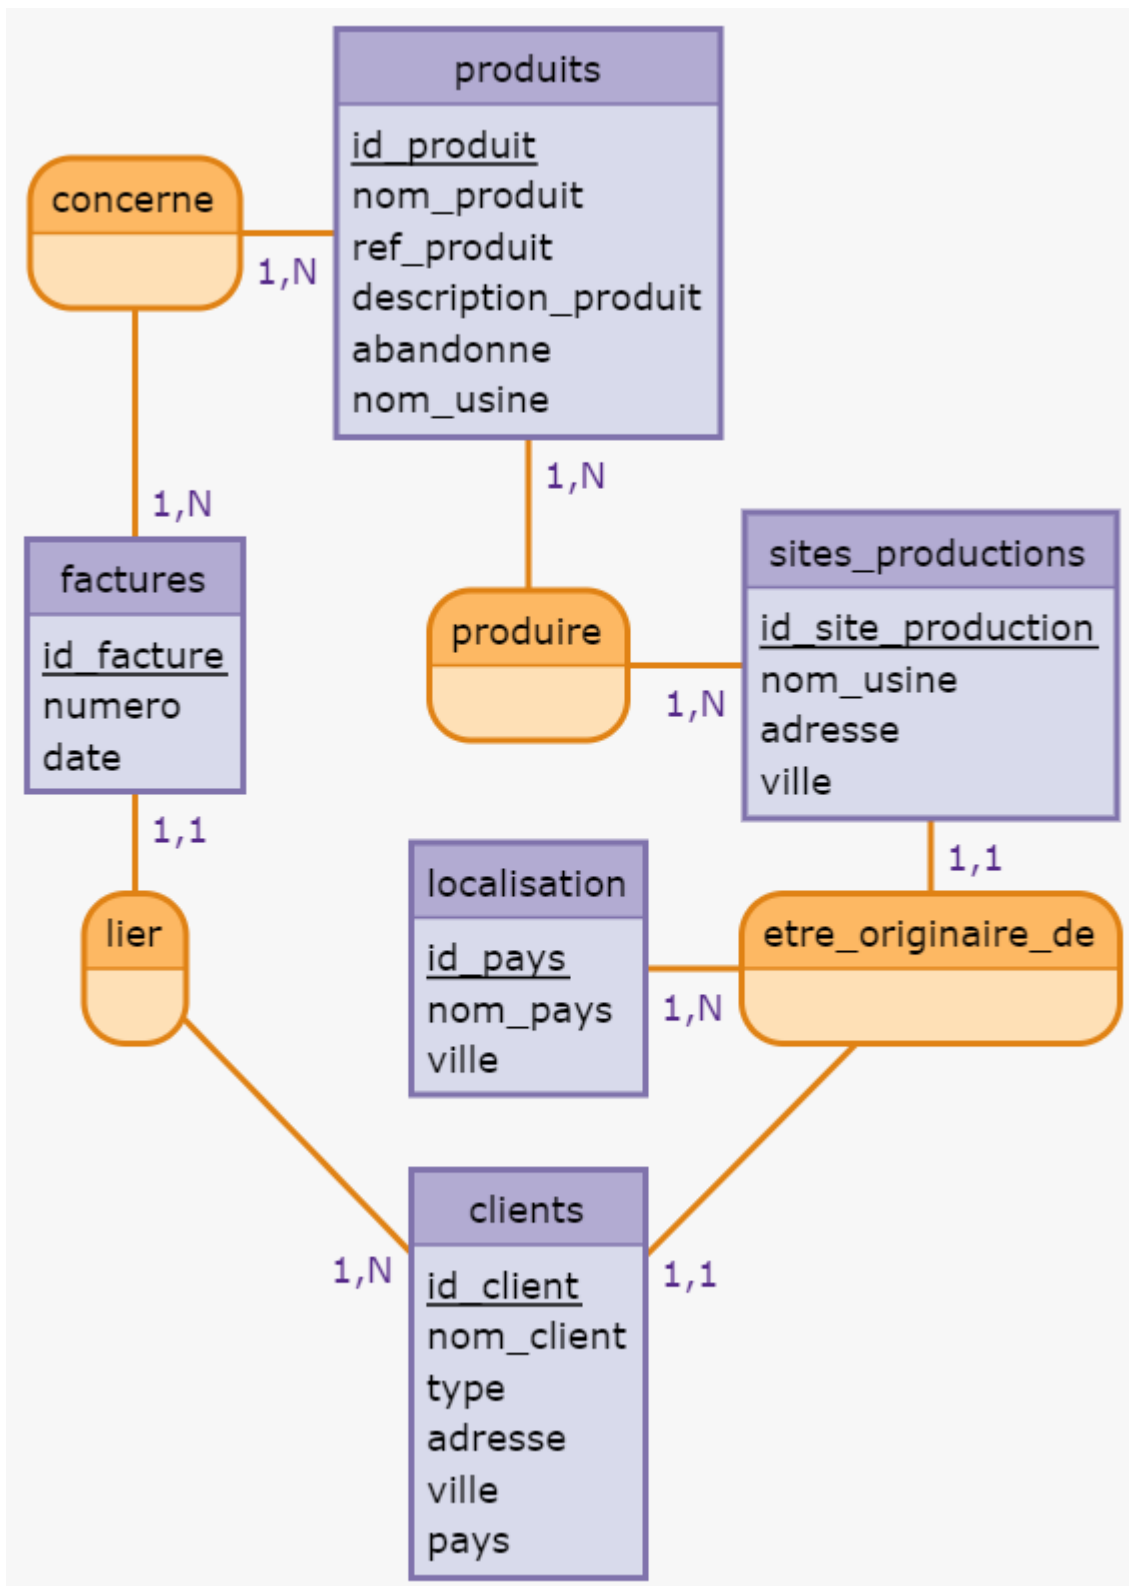 produits
id_produit
nom_produit
ref_produit
description_produit
abandonne
nom_usine
concerne
1,N
1,N
1,N
factures
id_facture
numero
date
produire
1,N
sites_productions
id_site_production
nom_usine
adresse
ville
1,1
1,1
lier
localisation
id_pays
nom_pays
ville
etre_originaire_de
1,N
1,N
1,1
clients
id_client
nom_client
type
adresse
ville
pays